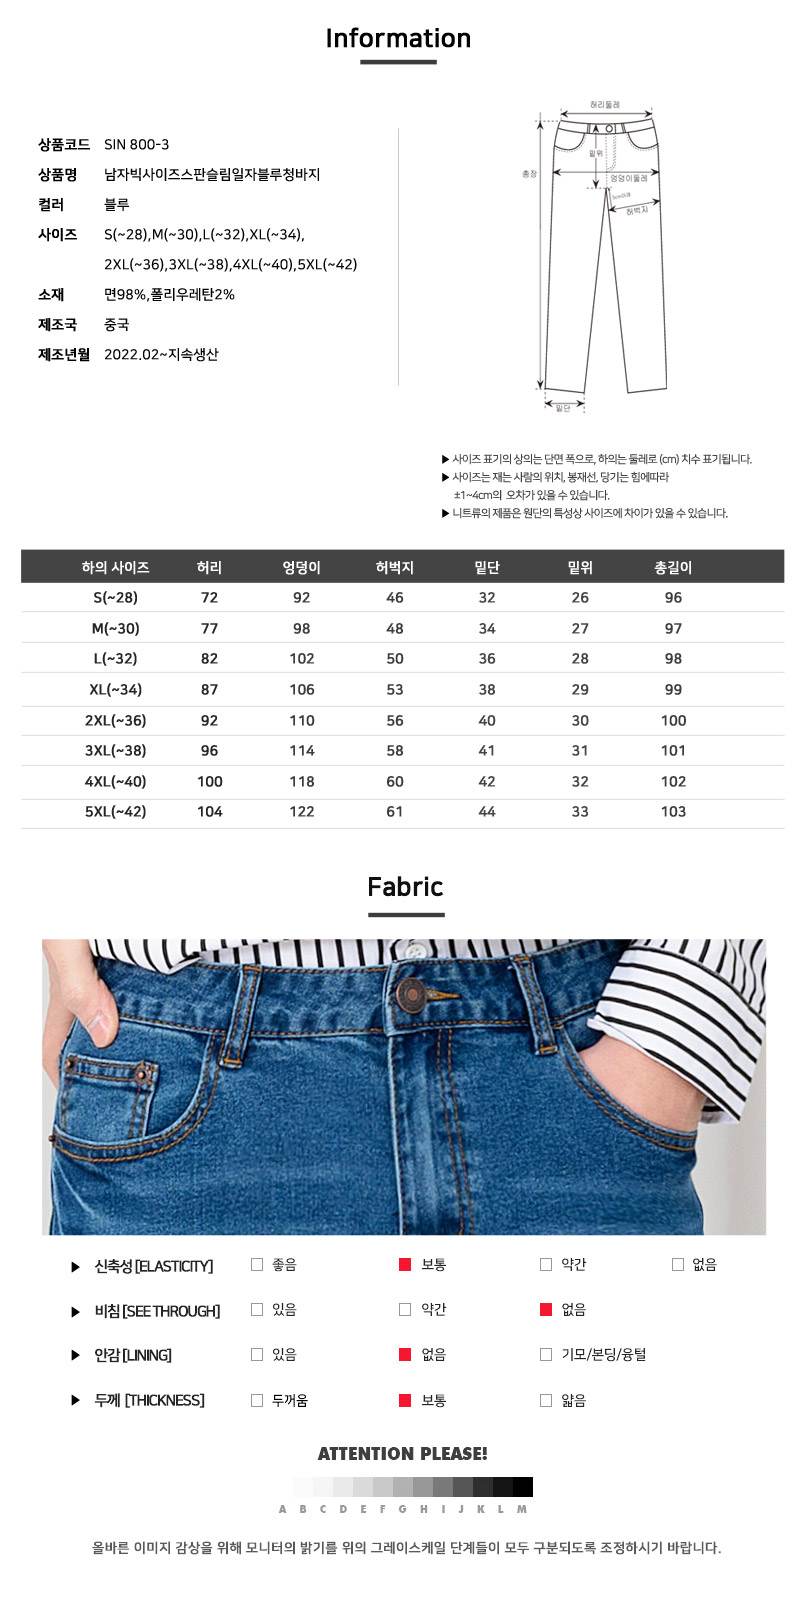 Information
상품코드 SIN 800-3
상품명 남자빅사이즈스판슬림일자블루청바지
컬러 블루
사이즈 S(~28),M(~30),L(~32),XL(~34),
2XL(~36),3XL(~38),4XL(~40),5XL(~42)
소재 면98%,폴리우레탄2%
제조국 중국
제조년월 2022.02~지속생산
허리둘레
밑위
총장
엉덩이둘레
허벅지
밑단
▶ 사이즈 표기의 상의는 단면 폭으로, 하의는 둘레로 (cm) 치수 표기됩니다.
▶ 사이즈는 재는 사람의 위치, 봉재선, 당기는 힘에따라
±1~4cm의 오차가 있을 수 있습니다.
▶ 니트류의 제품은 원단의 특성상 사이즈에 차이가 있을 수 있습니다.
하의 사이즈 허리 엉덩이 허벅지 밑단 밑위 총길이
S(~28) 72 92 46 32 26 96
M(~30) 77 98 48 34 27 97
L(~32) 82 102 50 36 28 98
XL(~34) 87 106 53 38 29 99
2XL(~36) 92 110 56 40 30 100
3XL(~38) 96 114 58 41 31 101
4XL(~40) 100 118 60 42 32 102
5XL(~42) 104 122 61 44 33 103
Fabric
▶ 신축성 [ELASTICITY] 좋음 보통 약간 없음
▶ 비침 [SEE THROUGH] 있음 약간 없음
▶ 안감 [LINING] 있음 없음 기모/본딩/융털
▶ 두께 [THICKNESS] 두꺼움 보통 얇음
ATTENTION PLEASE!
A B C D E F G H I J K L M
올바른 이미지 감상을 위해 모니터의 밝기를 위의 그레이스케일 단계들이 모두 구분되도록 조정하시기 바랍니다.